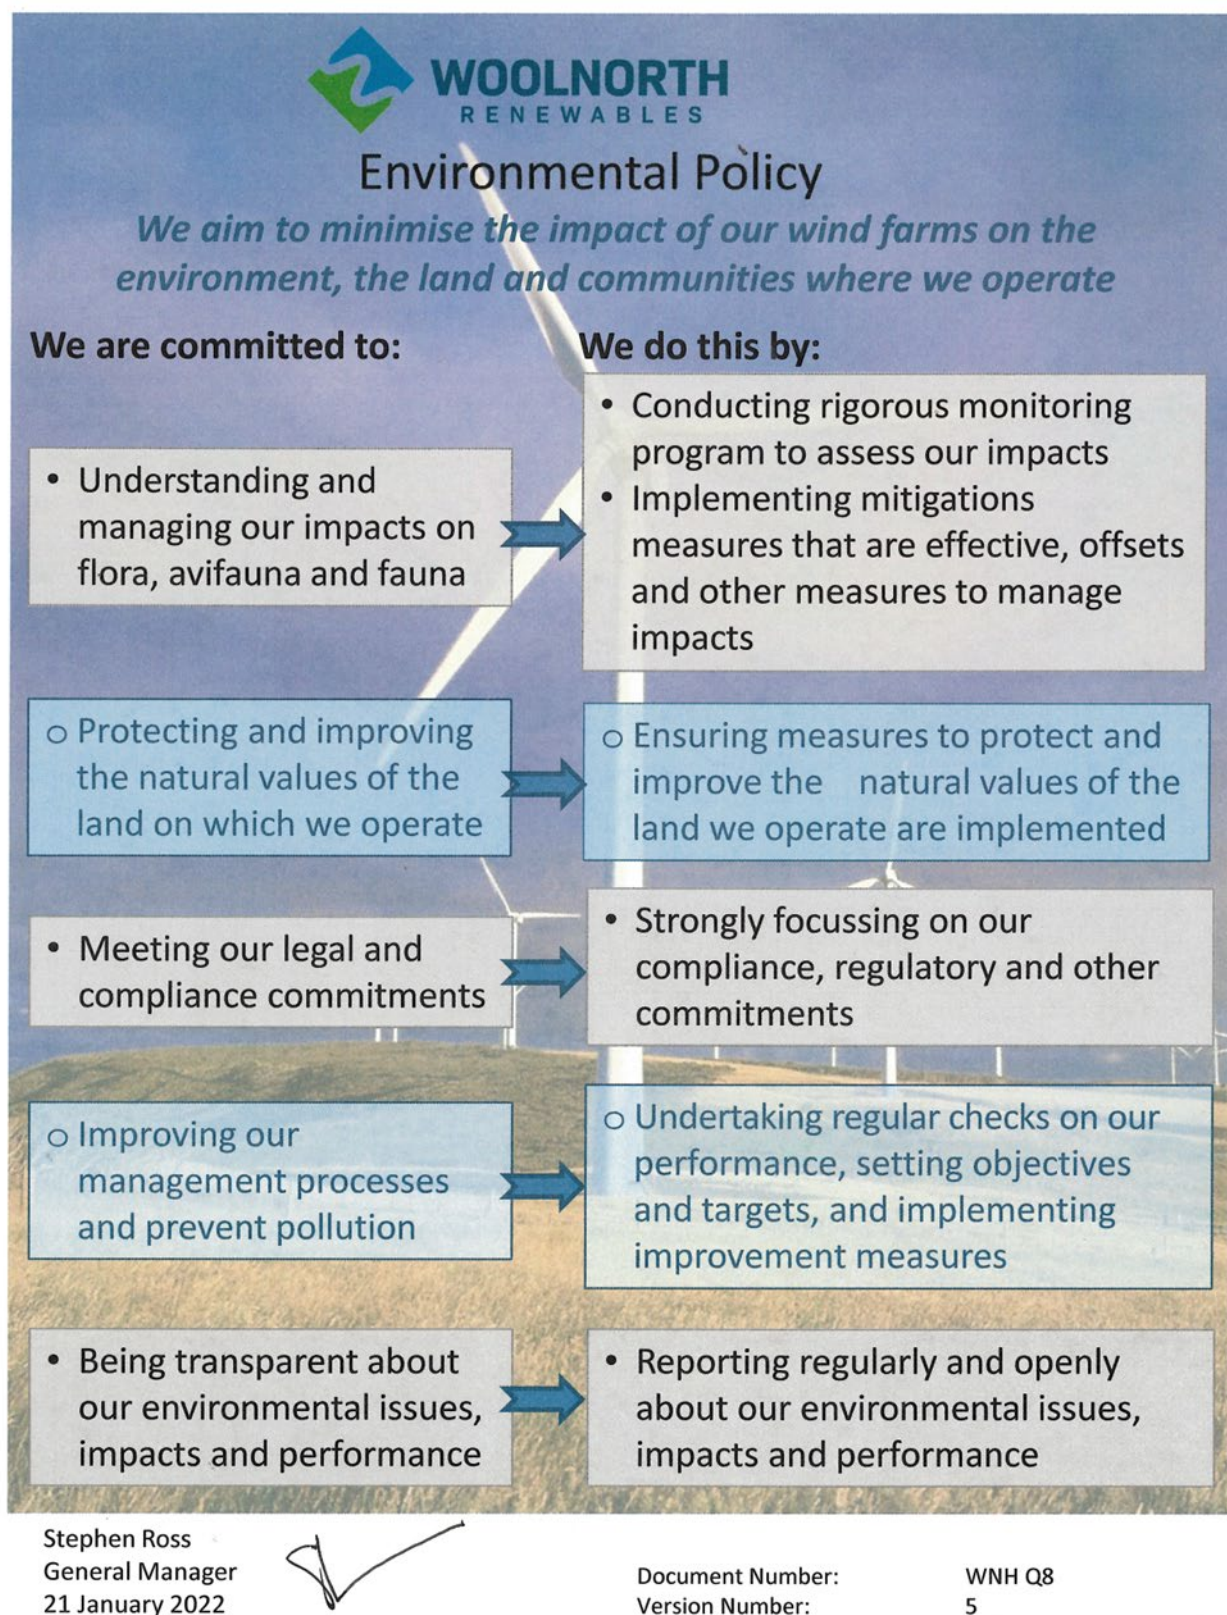 WOOLNORTH
RENEWABLES
Environmental Policy
We aim to minimise the impact of our wind farms on the
environment, the land and communities where we operate
We are committed to:
• Understanding and
managing our impacts on
flora, avifauna and fauna
We do this by:
• Conducting rigorous monitoring
program to assess our impacts
• Implementing mitigations
measures that are effective, offsets
and other measures to manage
impacts
o Protecting and improving
the natural values of the
land on which we operate
o Ensuring measures to protect and
improve the natural values of the
land we operate are implemented
• Meeting our legal and
compliance commitments
• Strongly focussing on our
compliance, regulatory and other
commitments
o Improving our
management processes
and prevent pollution
o Undertaking regular checks on our
performance, setting objectives
and targets, and implementing
improvement measures
• Being transparent about
our environmental issues,
impacts and performance
• Reporting regularly and openly
about our environmental issues,
impacts and performance
Stephen Ross
General Manager
21 January 2022
Document Number: WNH Q8
Version Number: 5